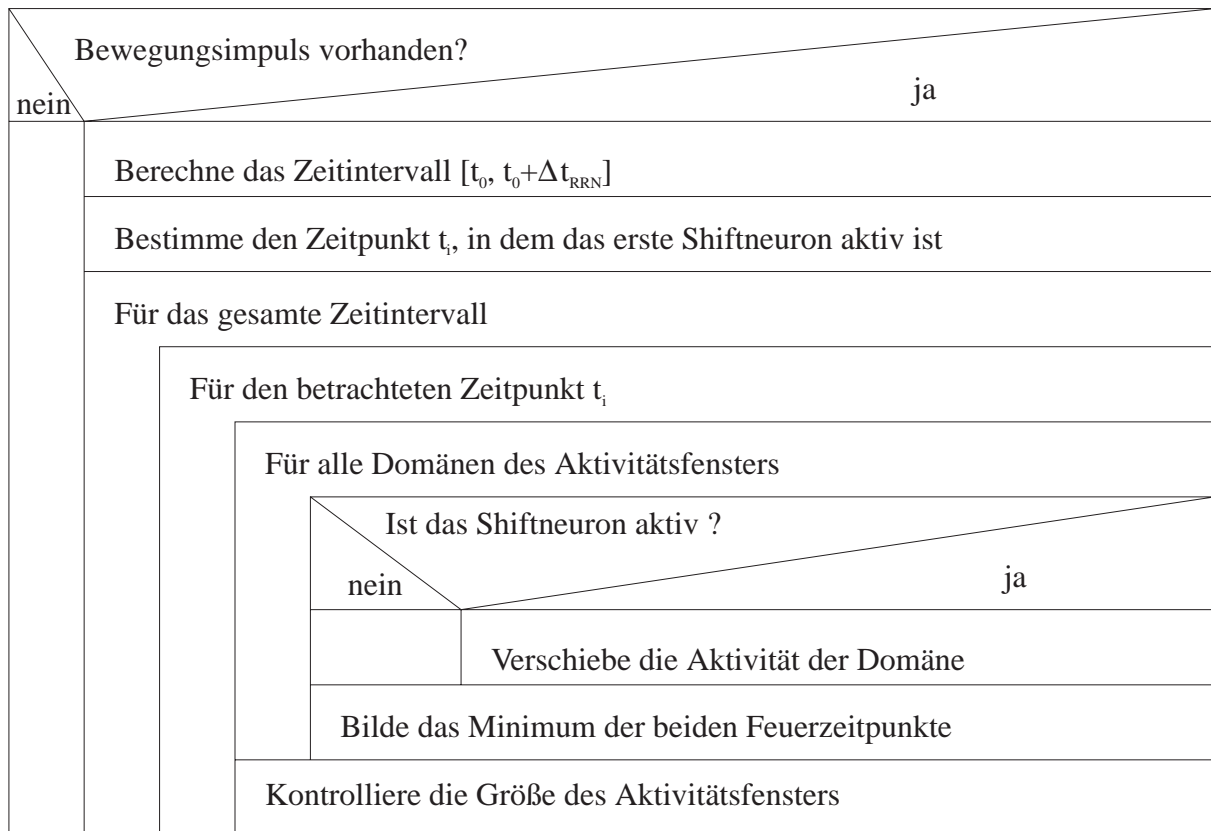 Bewegungsimpuls vorhanden?
nein
ja
Berechne das Zeitintervall [t₀, t₀+Δt_RRN]
Bestimme den Zeitpunkt tᵢ, in dem das erste Shiftneuron aktiv ist
Für das gesamte Zeitintervall
Für den betrachteten Zeitpunkt tᵢ
Für alle Domänen des Aktivitätsfensters
Ist das Shiftneuron aktiv ?
nein
ja
Verschiebe die Aktivität der Domäne
Bilde das Minimum der beiden Feuerzeitpunkte
Kontrolliere die Größe des Aktivitätsfensters